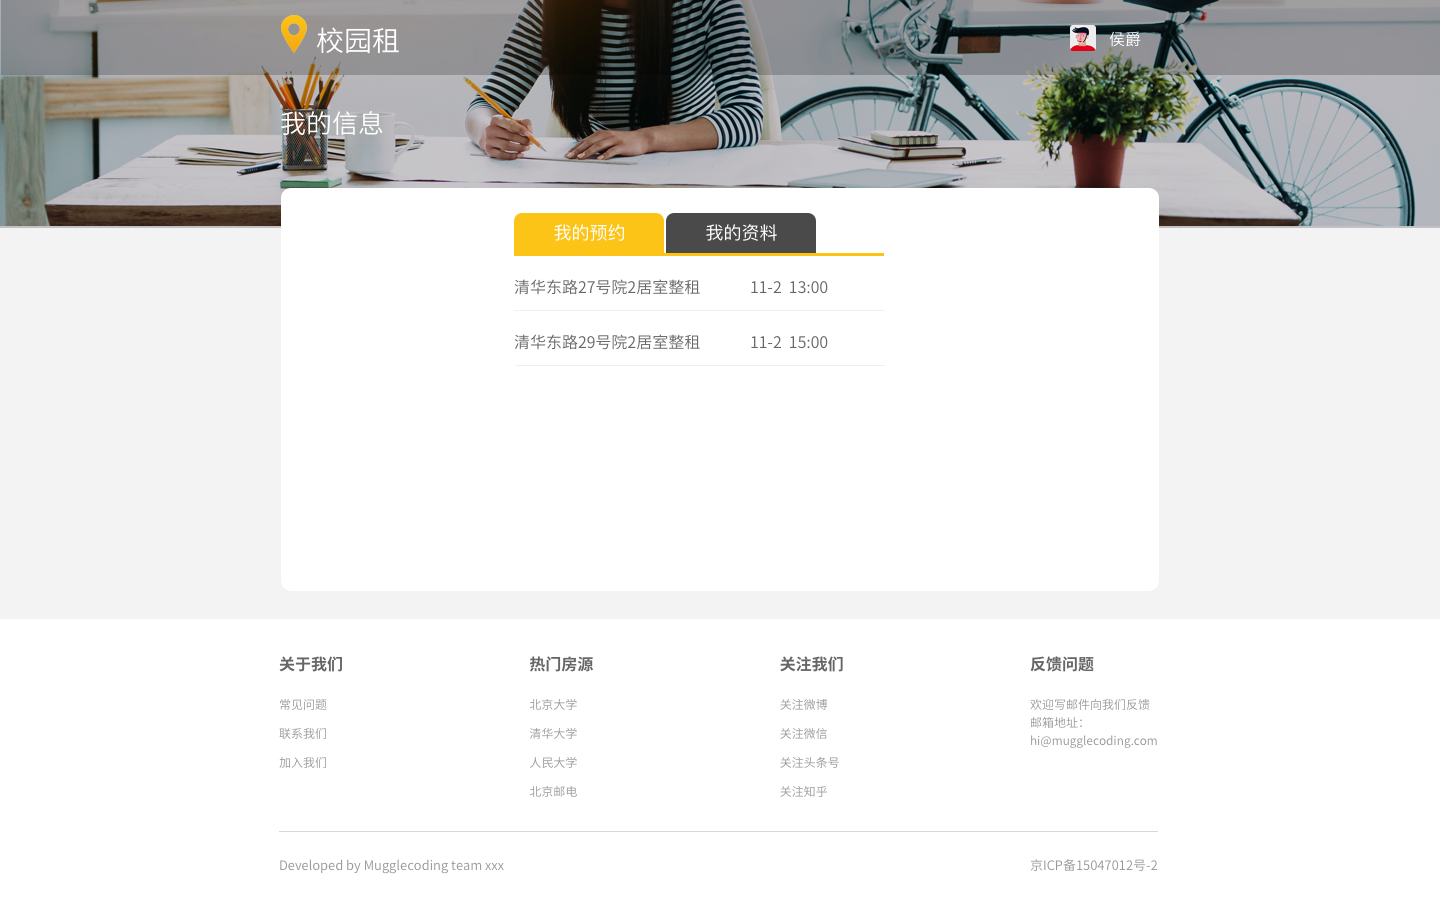 校园租
侯爵
我的信息
我的预约
我的资料
清华东路27号院2居室整租 11-2 13:00
清华东路29号院2居室整租 11-2 15:00
关于我们
常见问题
联系我们
加入我们
热门房源
北京大学
清华大学
人民大学
北京邮电
关注我们
关注微博
关注微信
关注头条号
关注知乎
反馈问题
欢迎写邮件向我们反馈
邮箱地址：
hi@mugglecoding.com
Developed by Mugglecoding team xxx
京ICP备15047012号-2